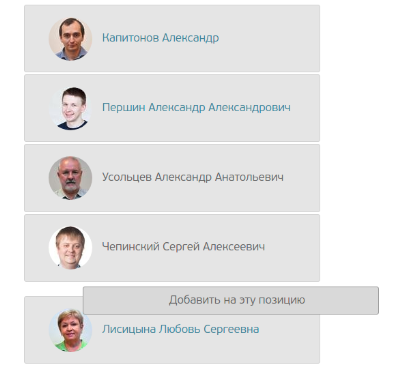 Капитонов Александр
Першин Александр Александрович
Усольцев Александр Анатольевич
Чепинский Сергей Алексеевич
Добавить на эту позицию
Лисицына Любовь Сергеевна